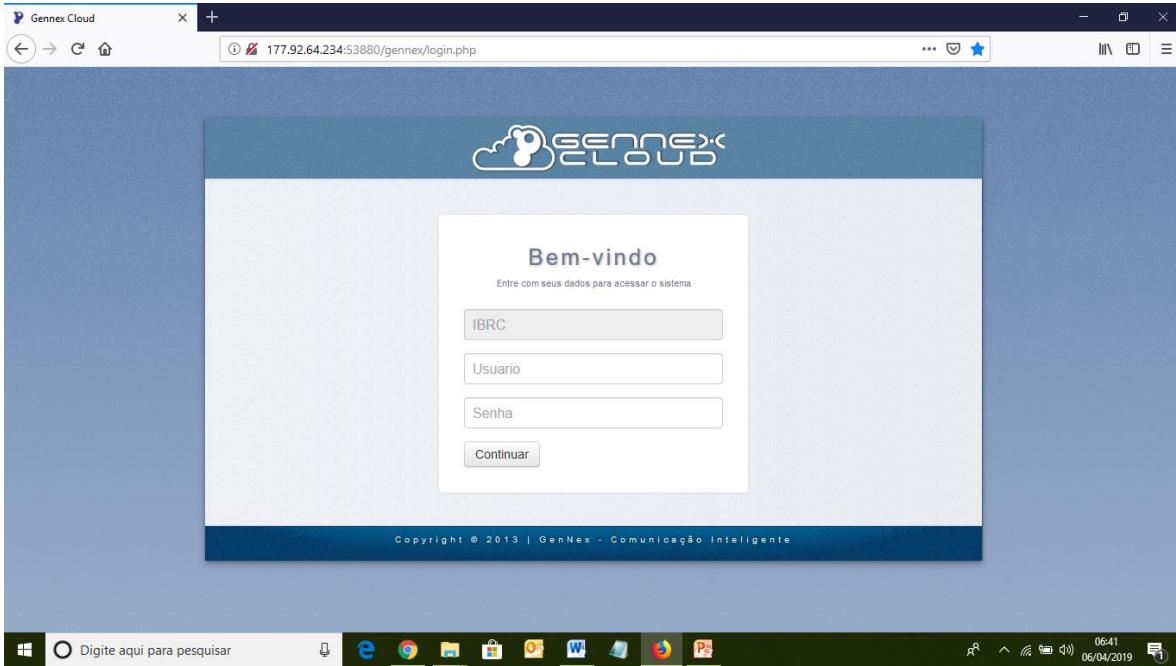 Gennex Cloud
177.92.64.234:53880/gennex/login.php
GENNEX
CLOUD
Bem-vindo
Entre com seus dados para acessar o sistema
IBRC
Usuario
Senha
Continuar
Copyright © 2013 | GenNex - Comunicação Inteligente
Digite aqui para pesquisar
06:41
06/04/2019